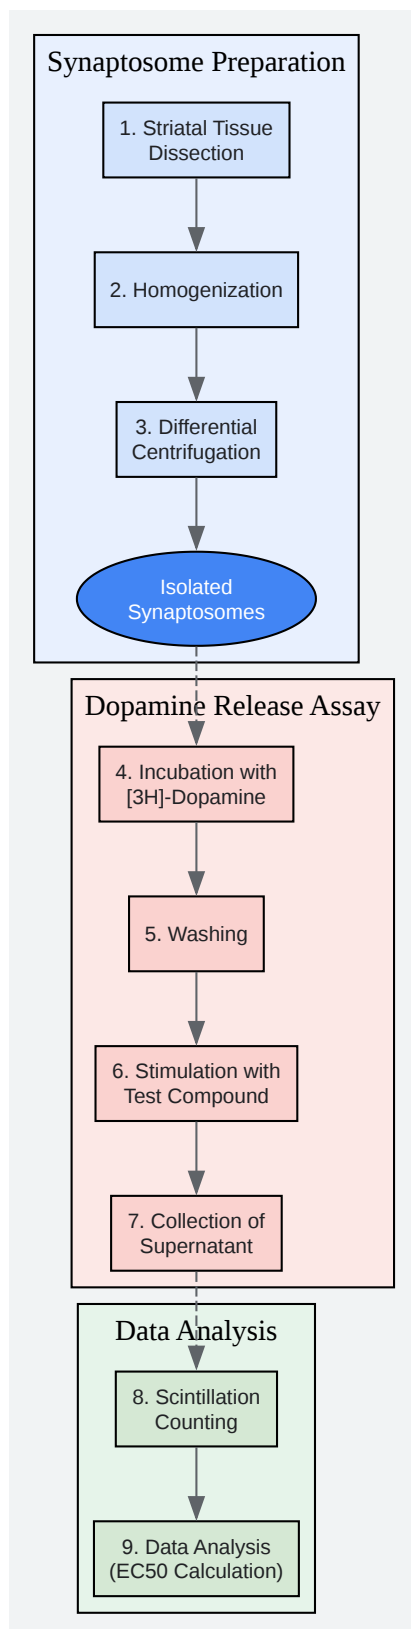 Synaptosome Preparation
1. Striatal Tissue
Dissection
2. Homogenization
3. Differential
Centrifugation
Isolated
Synaptosomes
Dopamine Release Assay
4. Incubation with
[3H]-Dopamine
5. Washing
6. Stimulation with
Test Compound
7. Collection of
Supernatant
Data Analysis
8. Scintillation
Counting
9. Data Analysis
(EC50 Calculation)